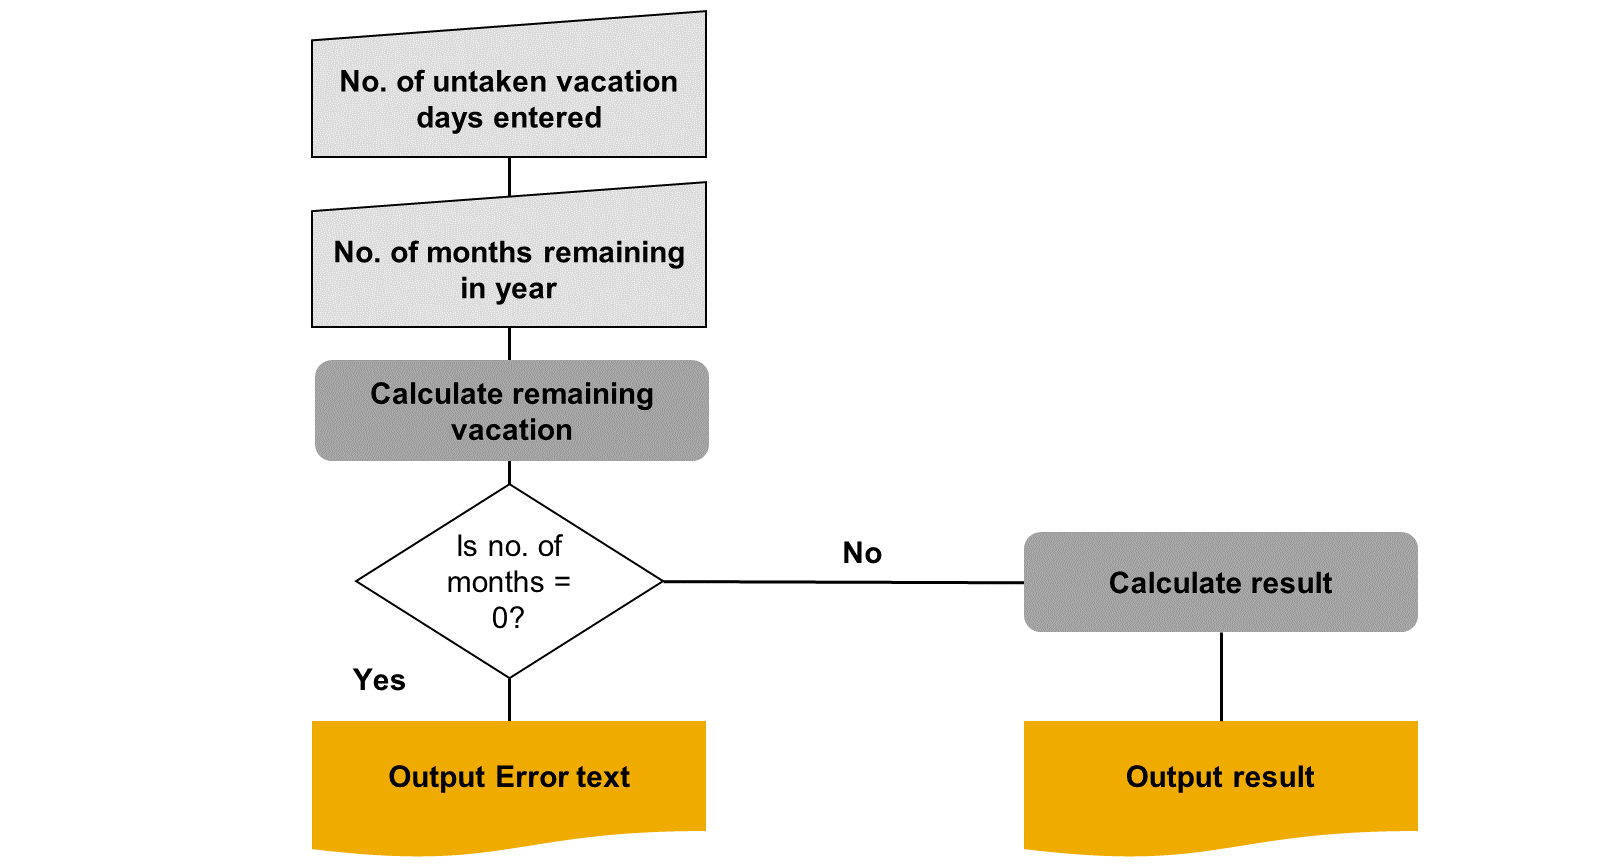 No. of untaken vacation
days entered
No. of months remaining
in year
Calculate remaining
vacation
Is no. of
months =
0?
No
Calculate result
Yes
Output Error text
Output result